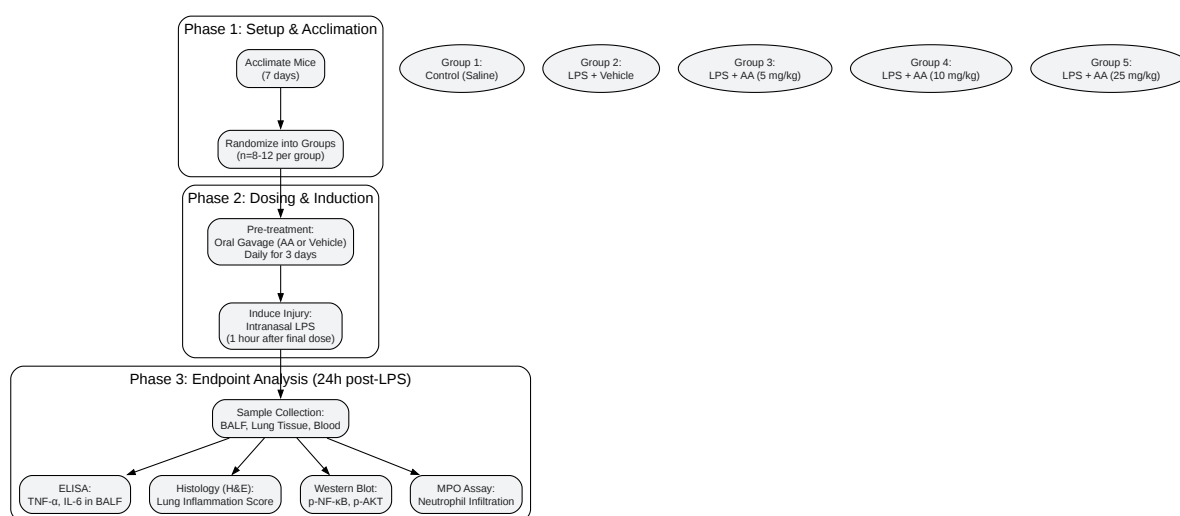 Phase 1: Setup & Acclimation
Acclimate Mice
(7 days)
Group 1:
Control (Saline)
Group 2:
LPS + Vehicle
Group 3:
LPS + AA (5 mg/kg)
Group 4:
LPS + AA (10 mg/kg)
Group 5:
LPS + AA (25 mg/kg)
Randomize into Groups
(n=8-12 per group)
Phase 2: Dosing & Induction
Pre-treatment:
Oral Gavage (AA or Vehicle)
Daily for 3 days
Induce Injury:
Intranasal LPS
(1 hour after final dose)
Phase 3: Endpoint Analysis (24h post-LPS)
Sample Collection:
BALF, Lung Tissue, Blood
ELISA:
TNF-α, IL-6 in BALF
Histology (H&E):
Lung Inflammation Score
Western Blot:
p-NF-κB, p-AKT
MPO Assay:
Neutrophil Infiltration